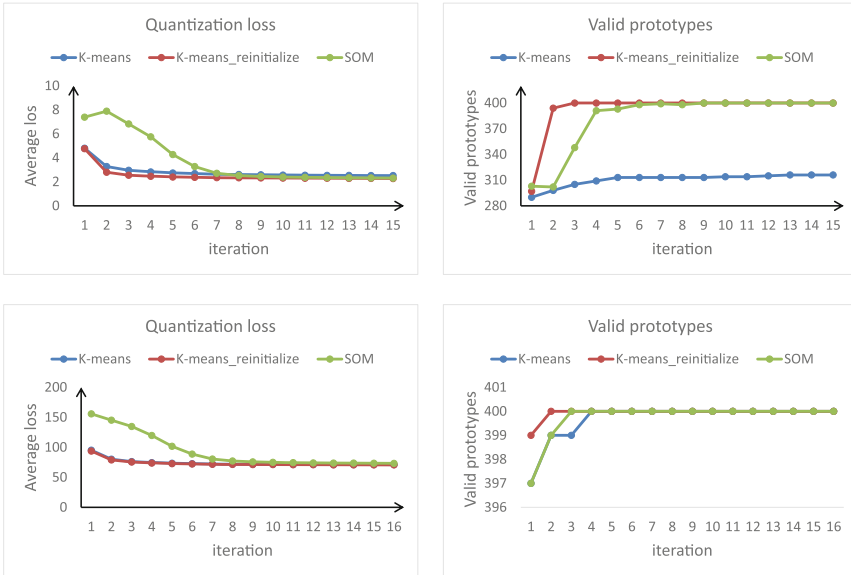 Quantization loss
K-means K-means_reinitialize SOM
Average los
10
8
6
4
2
0
1 2 3 4 5 6 7 8 9 10 11 12 13 14 15
iteration
Valid prototypes
K-means K-means_reinitialize SOM
Valid prototypes
400
370
340
310
280
1 2 3 4 5 6 7 8 9 10 11 12 13 14 15
iteration
Quantization loss
K-means K-means_reinitialize SOM
Average loss
200
150
100
50
0
1 2 3 4 5 6 7 8 9 10 11 12 13 14 15 16
iteration
Valid prototypes
K-means K-means_reinitialize SOM
Valid prototypes
401
400
399
398
397
396
1 2 3 4 5 6 7 8 9 10 11 12 13 14 15 16
iteration